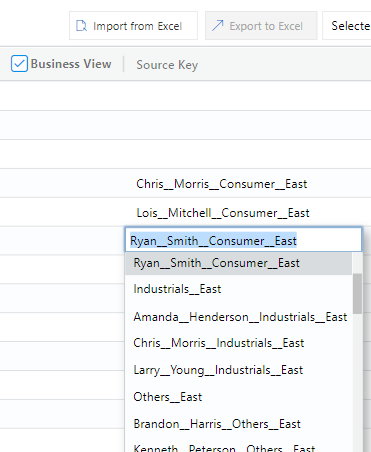 Import from Excel
Export to Excel
Business View
Source Key
Chris__Morris__Consumer__East
Lois__Mitchell__Consumer__East
Ryan__Smith__Consumer__East
Ryan__Smith__Consumer__East
Industrials__East
Amanda__Henderson__Industrials__East
Chris__Morris__Industrials__East
Larry__Young__Industrials__East
Others__East
Brandon__Harris__Others__East
Kenneth__Peterson__Others__East